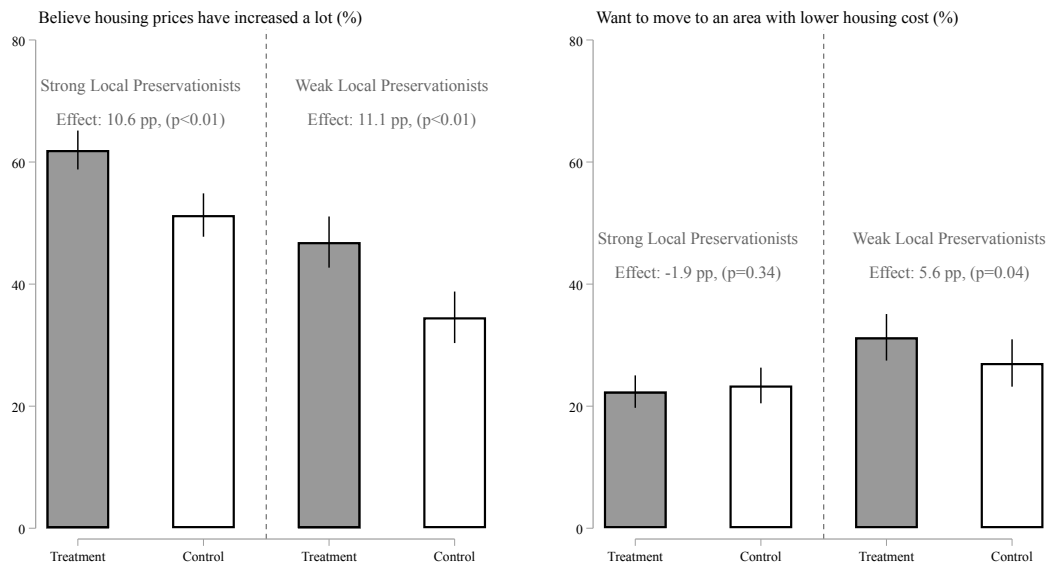 Believe housing prices have increased a lot (%)
80
60
40
20
0
Strong Local Preservationists
Effect: 10.6 pp, (p<0.01)
Weak Local Preservationists
Effect: 11.1 pp, (p<0.01)
Treatment
Control
Treatment
Control
Want to move to an area with lower housing cost (%)
80
60
40
20
0
Strong Local Preservationists
Effect: -1.9 pp, (p=0.34)
Weak Local Preservationists
Effect: 5.6 pp, (p=0.04)
Treatment
Control
Treatment
Control